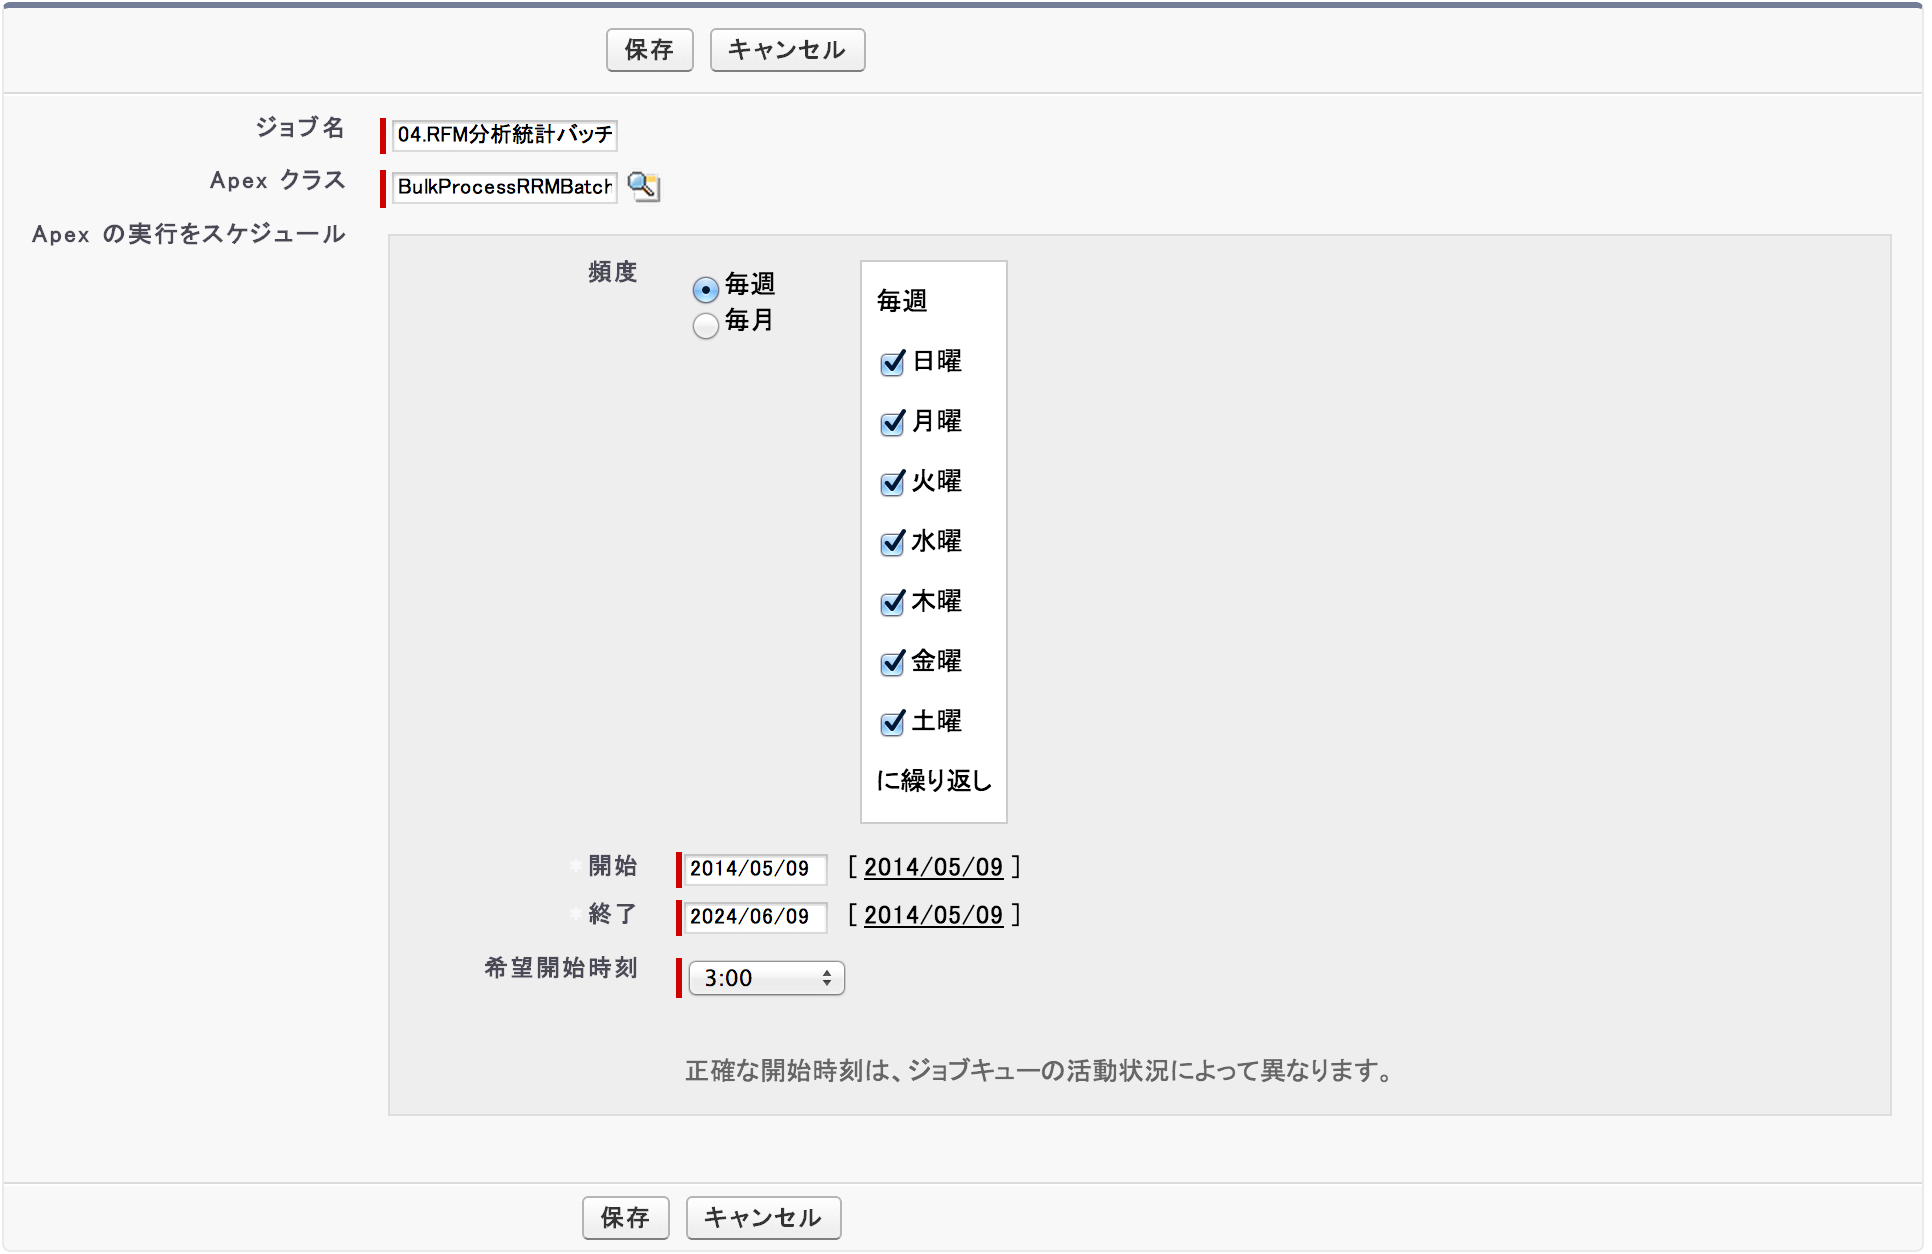 保存 キャンセル
ジョブ名 04.RFM分析統計バッチ
Apex クラス BulkProcessRRMBatch
Apex の実行をスケジュール
頻度
毎週
毎月
毎週
日曜
月曜
火曜
水曜
木曜
金曜
土曜
に繰り返し
*開始 2014/05/09 [ 2014/05/09 ]
*終了 2024/06/09 [ 2014/05/09 ]
希望開始時刻 3:00
正確な開始時刻は、ジョブキューの活動状況によって異なります。
保存 キャンセル